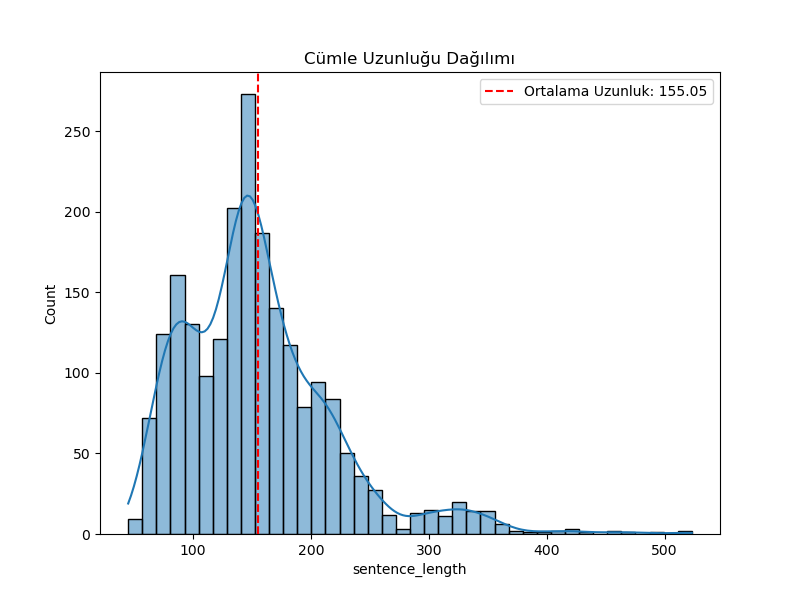 Cümle Uzunluğu Dağılımı
Ortalama Uzunluk: 155.05
250
200
150
100
50
0
Count
100 200 300 400 500
sentence_length